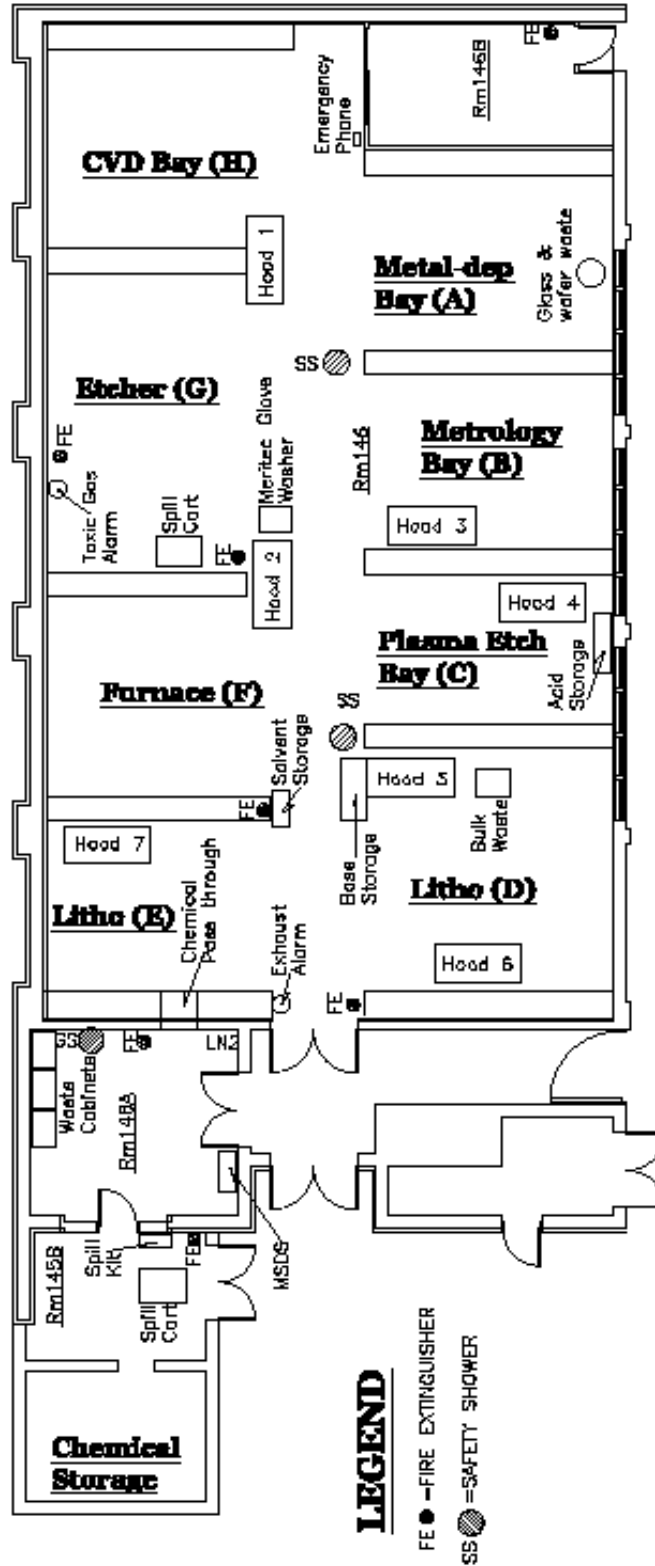 Chemical
Storage
Rm145B
Spill
Kit
Spill
Cart
FE
MSDS
Waste
Cabinets
SS
Rm148A
FE
LN2
Litho (E)
Hood 7
Chemical
Pass through
Exhaust
Alarm
FE
Solvent
Storage
Furnace (F)
Toxic Gas
Alarm
FE
Etcher (G)
Spill
Cart
FE
Hood 2
Meritec Glove
Washer
Hood 1
CVD Bay (H)
Emergency
Phone
SS
SS
Rm146
FE
Base
Storage
Hood 5
Litho (D)
Hood 6
Bulk
Waste
Plasma Etch
Bay (C)
Hood 4
Acid
Storage
Hood 3
Metrology
Bay (B)
Metal-dep
Bay (A)
Glass &
wafer waste
Rm146B
FE
LEGEND
FE -FIRE EXTINGUISHER
SS =SAFETY SHOWER